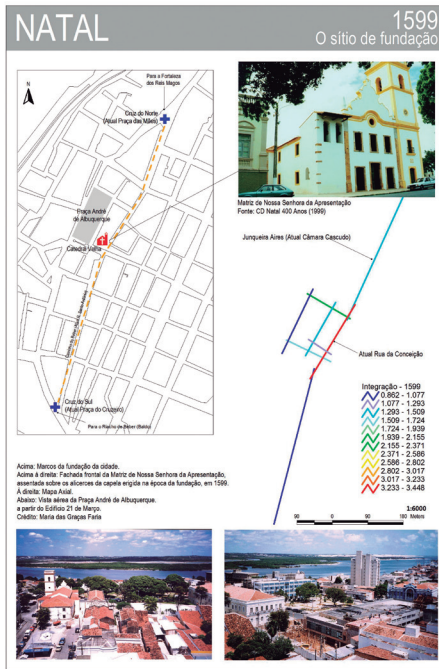 NATAL
1599
O sítio de fundação
N
Para a Fortaleza
dos Reis Magos
Cruz do Norte
(Atual Praça das Mães)
Praça André
de Albuquerque
Catedral Velha
Cruz do Sul
(Atual Praça do Cruzeiro)
Para o Riacho de Beber (Baldo)
Matriz de Nossa Senhora da Apresentação
Fonte: CD Natal 400 Anos (1999)
Junqueira Aires (Atual Câmara Cascudo)
Atual Rua da Conceição
Integração - 1599
0.862 - 1.077
1.077 - 1.293
1.293 - 1.509
1.509 - 1.724
1.724 - 1.939
1.939 - 2.155
2.155 - 2.371
2.371 - 2.586
2.586 - 2.802
2.802 - 3.017
3.017 - 3.233
3.233 - 3.448
1:6000
90 0 90 180 Meters
Acima: Marcos da fundação da cidade.
Acima à direita: Fachada frontal da Matriz de Nossa Senhora da Apresentação,
assentada sobre os alicerces da capela erigida na época da fundação, em 1599.
À direita: Mapa Axial.
Abaixo: Vista aérea da Praça André de Albuquerque.
a partir do Edifício 21 de Março.
Crédito: Maria das Graças Faria